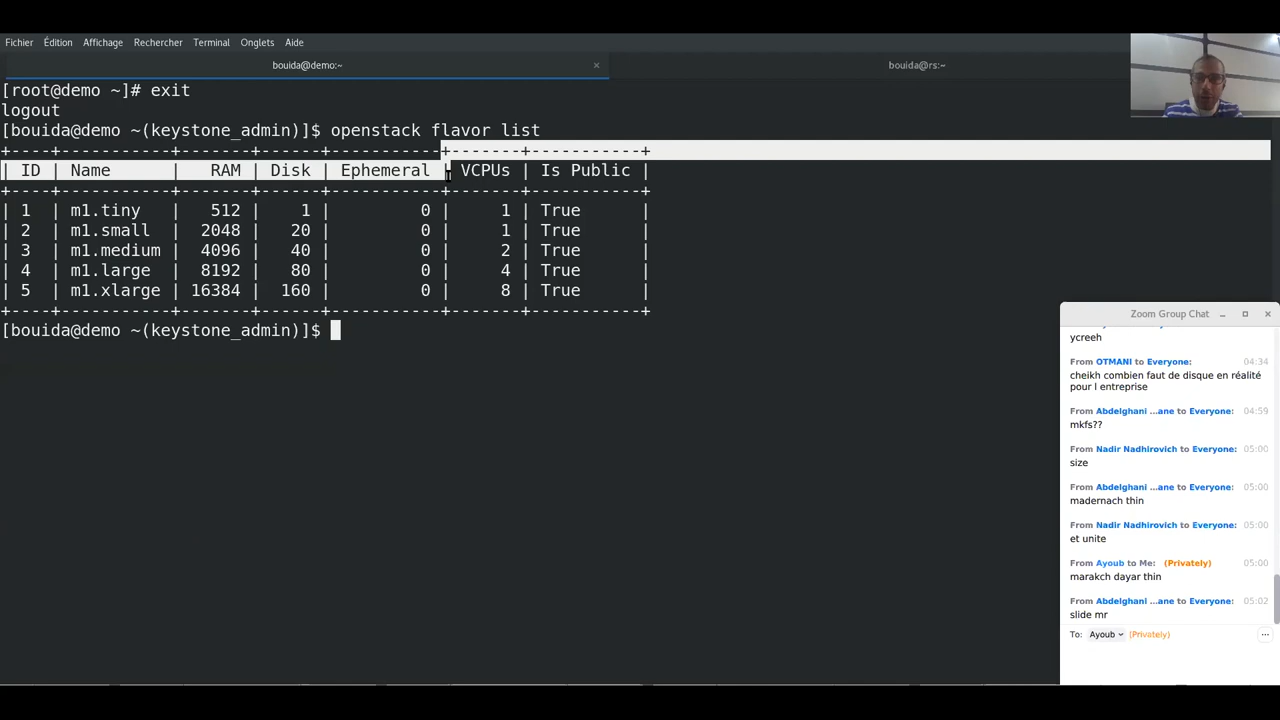 Fichier Édition Affichage Rechercher Terminal Onglets Aide
bouida@demo:~ × bouida@rs:~
[root@demo ~]# exit
logout
[bouida@demo ~(keystone_admin)]$ openstack flavor list
+----+-----------+-------+------+-----------+-------+-----------+
| ID | Name | RAM | Disk | Ephemeral | VCPUs | Is Public |
+----+-----------+-------+------+-----------+-------+-----------+
| 1 | m1.tiny | 512 | 1 | 0 | 1 | True |
| 2 | m1.small | 2048 | 20 | 0 | 1 | True |
| 3 | m1.medium | 4096 | 40 | 0 | 2 | True |
| 4 | m1.large | 8192 | 80 | 0 | 4 | True |
| 5 | m1.xlarge | 16384 | 160 | 0 | 8 | True |
+----+-----------+-------+------+-----------+-------+-----------+
[bouida@demo ~(keystone_admin)]$
Zoom Group Chat
ycreeh
From OTMANI to Everyone: 04:34
cheikh combien faut de disque en réalité
pour l entreprise
From Abdelghani ...ane to Everyone: 04:59
mkfs??
From Nadir Nadhirovich to Everyone: 05:00
size
From Abdelghani ...ane to Everyone: 05:00
madernach thin
From Nadir Nadhirovich to Everyone: 05:00
et unite
From Ayoub to Me: (Privately) 05:00
marakch dayar thin
From Abdelghani ...ane to Everyone: 05:02
slide mr
To: Ayoub (Privately) ...